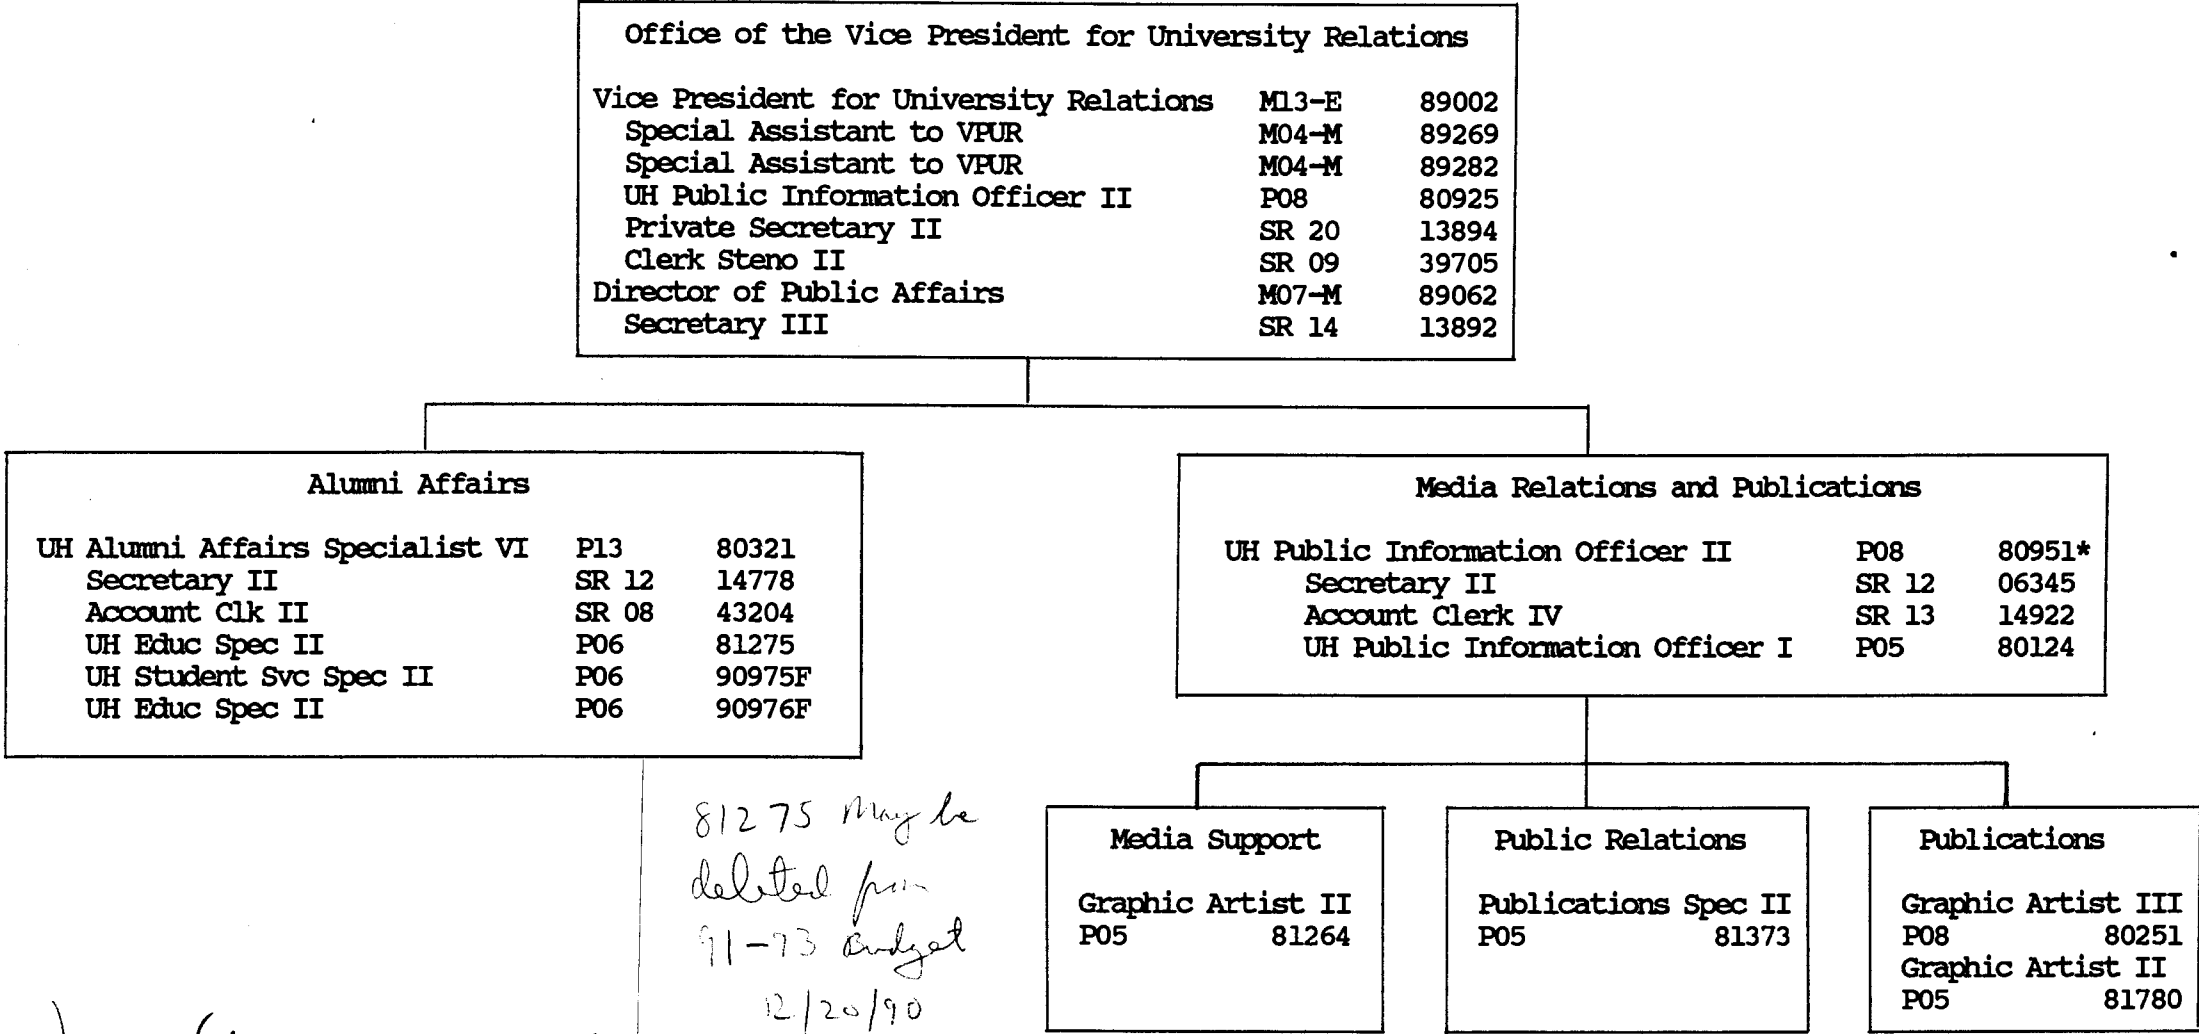 Office of the Vice President for University Relations
Vice President for University Relations M13-E 89002
Special Assistant to VPUR M04-M 89269
Special Assistant to VPUR M04-M 89282
UH Public Information Officer II P08 80925
Private Secretary II SR 20 13894
Clerk Steno II SR 09 39705
Director of Public Affairs M07-M 89062
Secretary III SR 14 13892
Alumni Affairs
UH Alumni Affairs Specialist VI P13 80321
Secretary II SR 12 14778
Account Clk II SR 08 43204
UH Educ Spec II P06 81275
UH Student Svc Spec II P06 90975F
UH Educ Spec II P06 90976F
Media Relations and Publications
UH Public Information Officer II P08 80951*
Secretary II SR 12 06345
Account Clerk IV SR 13 14922
UH Public Information Officer I P05 80124
81275 May be
deleted from
91-93 Budget
12/20/90
Media Support
Graphic Artist II
P05 81264
Public Relations
Publications Spec II
P05 81373
Publications
Graphic Artist III
P08 80251
Graphic Artist II
P05 81780